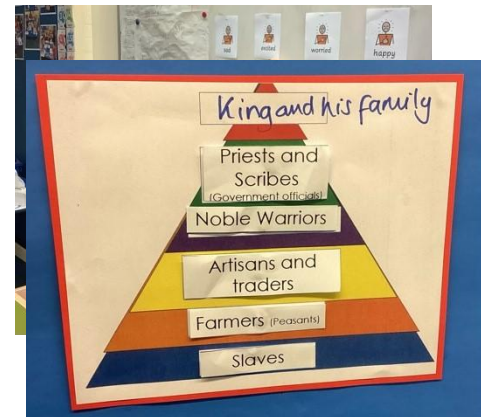 sad
excited
worried
happy
King and his family
Priests and
Scribes
(Government officials)
Noble Warriors
Artisans and
traders
Farmers (Peasants)
Slaves